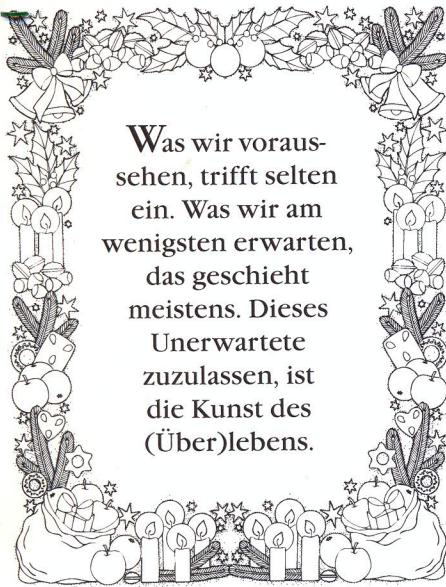 Was wir voraus-
sehen, trifft selten
ein. Was wir am
wenigsten erwarten,
das geschieht
meistens. Dieses
Unerwartete
zuzulassen, ist
die Kunst des
(Über)lebens.